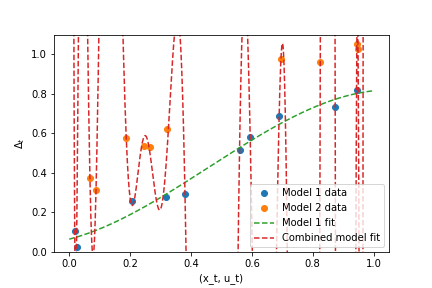 1.0
0.8
0.6
0.4
0.2
0.0
Δₜ
0.0 0.2 0.4 0.6 0.8 1.0
(x_t, u_t)
Model 1 data
Model 2 data
Model 1 fit
Combined model fit